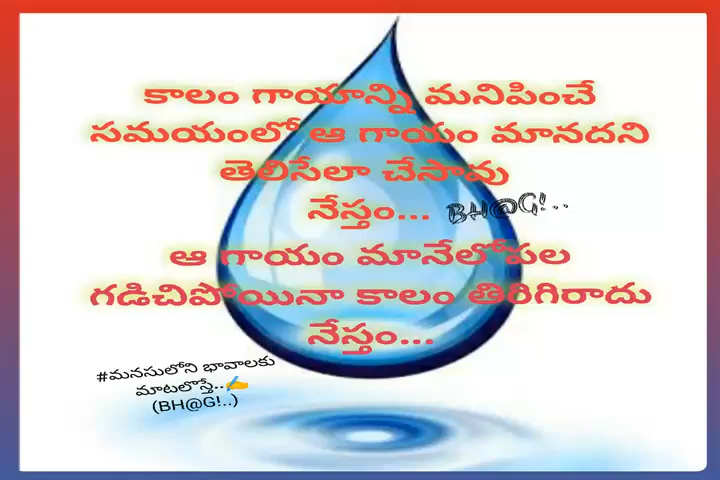 కాలం గాయాన్ని మనిపించే
సమయంలో ఆ గాయం మానదని
తెలిసేలా చేసావు
నేస్తం...
BH@G!..
ఆ గాయం మానేలోపల
గడిచిపోయినా కాలం తిరిగిరాదు
నేస్తం...
#మనసులోని భావాలకు
మాటలొస్తే..✍️
(BH@G!..)